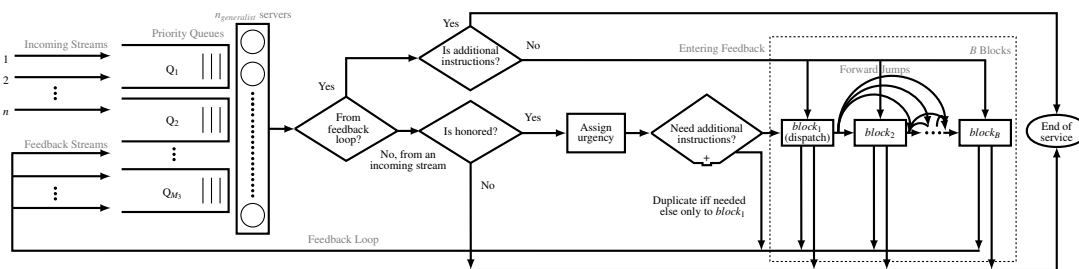 n_generalist servers
Incoming Streams
Priority Queues
1
2
n
Q1
Q2
QM3
Feedback Streams
From
feedback
loop?
Yes
No, from an
incoming stream
Is additional
instructions?
Yes
No
Is honored?
Yes
No
Assign
urgency
Need additional
instructions?
+
Duplicate iff needed
else only to block1
Entering Feedback
B Blocks
Forward Jumps
block1
(dispatch)
block2
blockB
End of
service
Feedback Loop